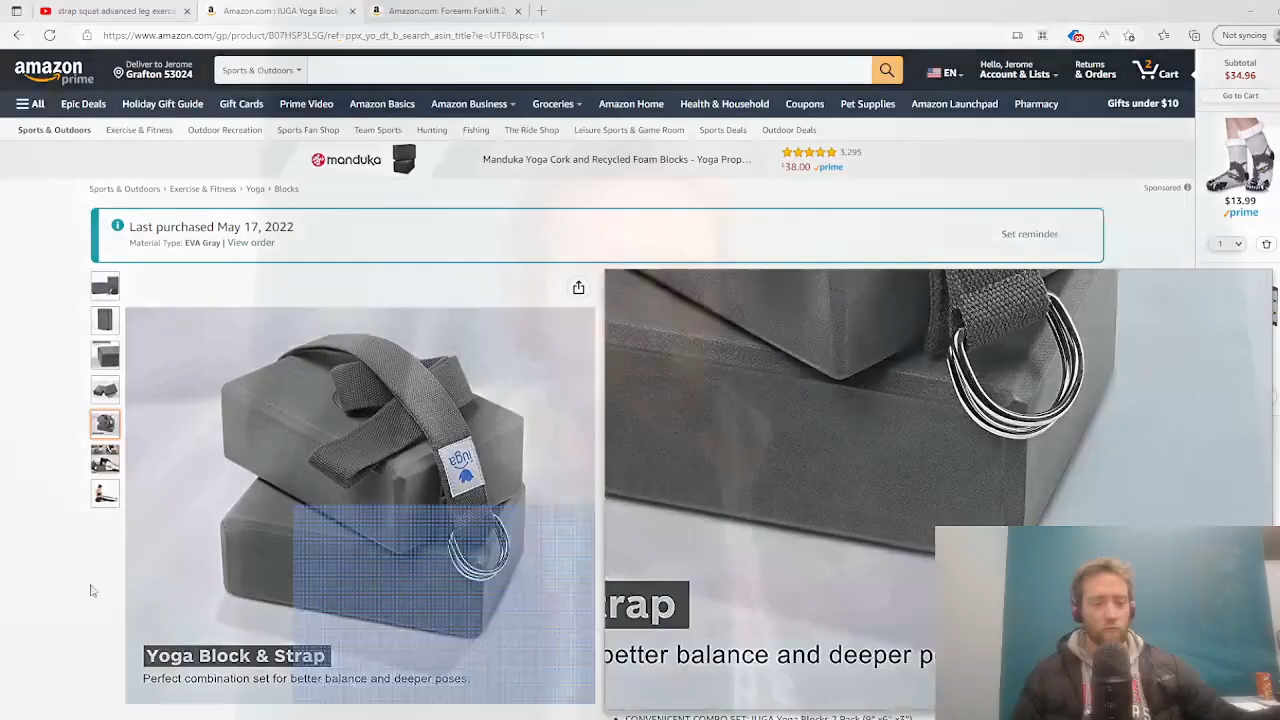 strap squat advanced leg exerci
Amazon.com : IUGA Yoga Block
Amazon.com: Forearm Forklift 2
https://www.amazon.com/gp/product/B07HSP3LSG/ref=ppx_yo_dt_b_search_asin_title?ie=UTF8&psc=1
20
Not syncing
amazon
prime
Deliver to Jerome
Grafton 53024
Sports & Outdoors
EN
Hello, Jerome
Account & Lists
Returns
& Orders
2
Cart
Subtotal
$34.96
Go to Cart
All Epic Deals Holiday Gift Guide Gift Cards Prime Video Amazon Basics Amazon Business Groceries Amazon Home Health & Household Coupons Pet Supplies Amazon Launchpad Pharmacy Gifts under $10
Sports & Outdoors Exercise & Fitness Outdoor Recreation Sports Fan Shop Team Sports Hunting Fishing The Ride Shop Leisure Sports & Game Room Sports Deals Outdoor Deals
manduka
Manduka Yoga Cork and Recycled Foam Blocks - Yoga Prop...
3,295
$38.00 prime
Sports & Outdoors › Exercise & Fitness › Yoga › Blocks
Sponsored
$13.99
prime
1
Last purchased May 17, 2022
Material Type: EVA Gray | View order
Set reminder
iuga
Yoga Block & Strap
Perfect combination set for better balance and deeper poses.
rap
better balance and deeper p
CONVENICENT COMBO SET: IUGA Yoga Blocks 2 Pack (9" x6" x3")